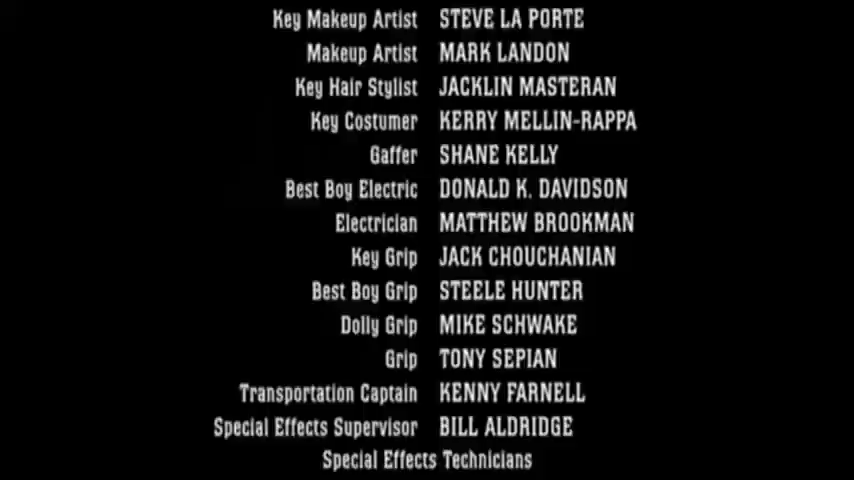 Key Makeup Artist STEVE LA PORTE
Makeup Artist MARK LANDON
Key Hair Stylist JACKLIN MASTERAN
Key Costumer KERRY MELLIN-RAPPA
Gaffer SHANE KELLY
Best Boy Electric DONALD K. DAVIDSON
Electrician MATTHEW BROOKMAN
Key Grip JACK CHOUCHANIAN
Best Boy Grip STEELE HUNTER
Dolly Grip MIKE SCHWAKE
Grip TONY SEPIAN
Transportation Captain KENNY FARNELL
Special Effects Supervisor BILL ALDRIDGE
Special Effects Technicians